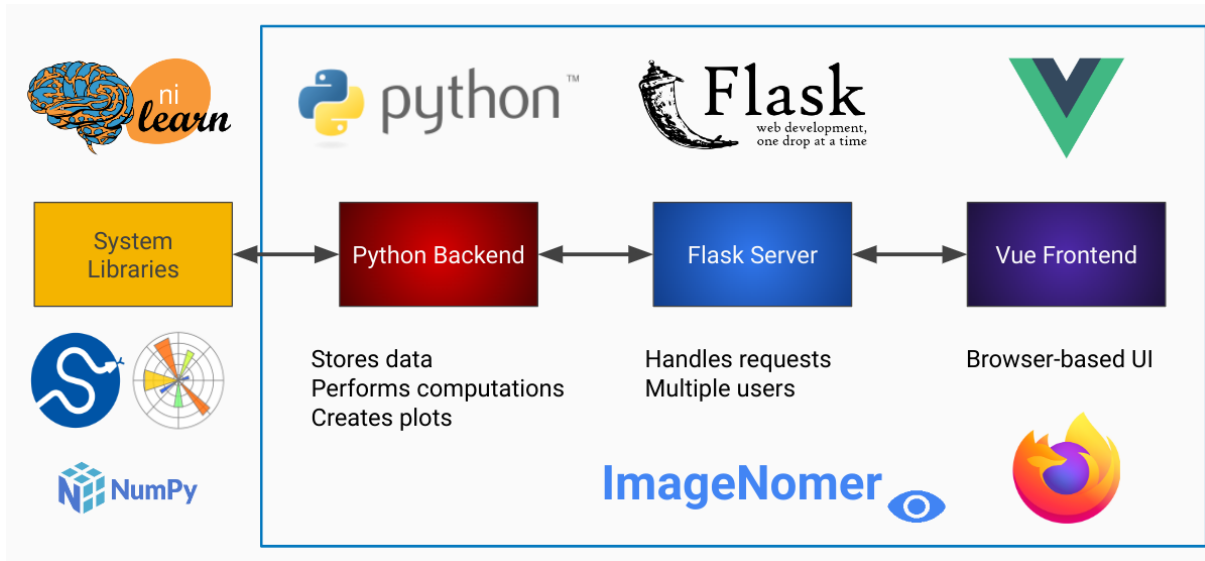 ni
learn
python™
Flask
web development,
one drop at a time
System
Libraries
Python Backend
Flask Server
Vue Frontend
Stores data
Performs computations
Creates plots
Handles requests
Multiple users
Browser-based UI
NumPy
ImageNomer